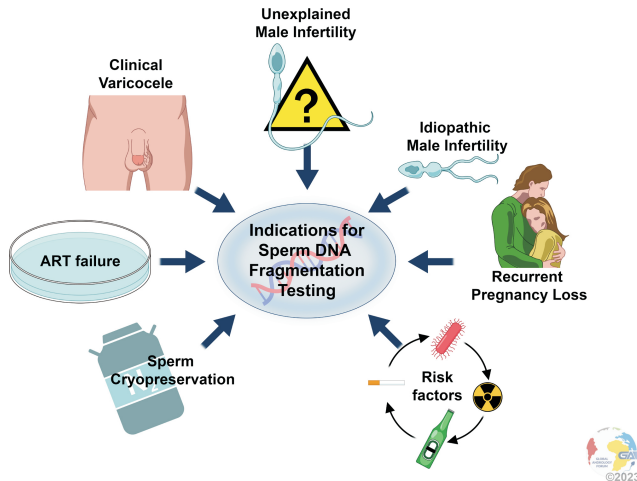 Unexplained
Male Infertility
?
Clinical
Varicocele
Idiopathic
Male Infertility
Indications for
Sperm DNA
Fragmentation
Testing
ART failure
Recurrent
Pregnancy Loss
Sperm
Cryopreservation
N2
Risk
factors
©2023